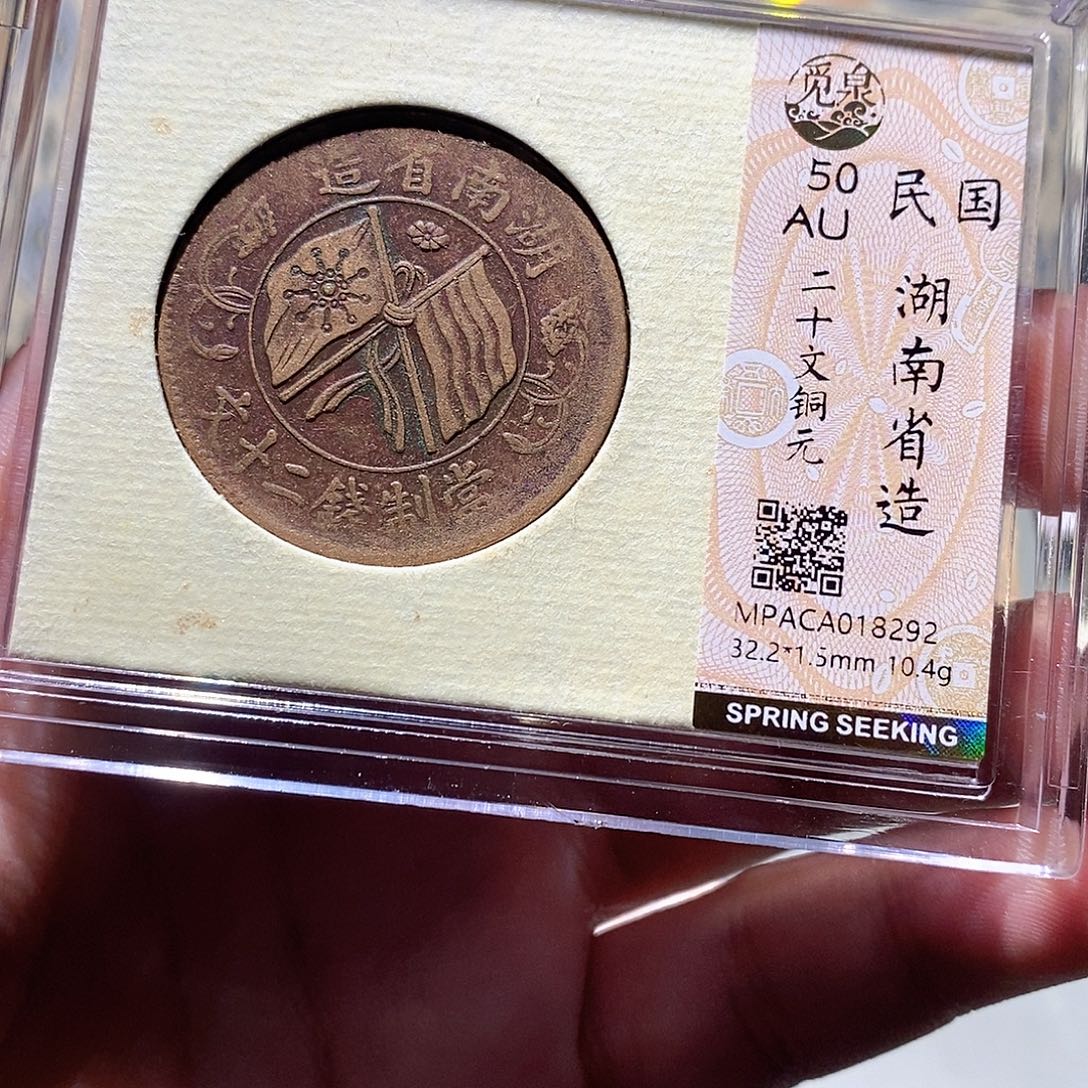 湖南省造
當制錢二十文
觅泉
50
AU
民国
湖南省造
二十文铜元
MPACA018292
32.2*1.5mm 10.4g
SPRING SEEKING